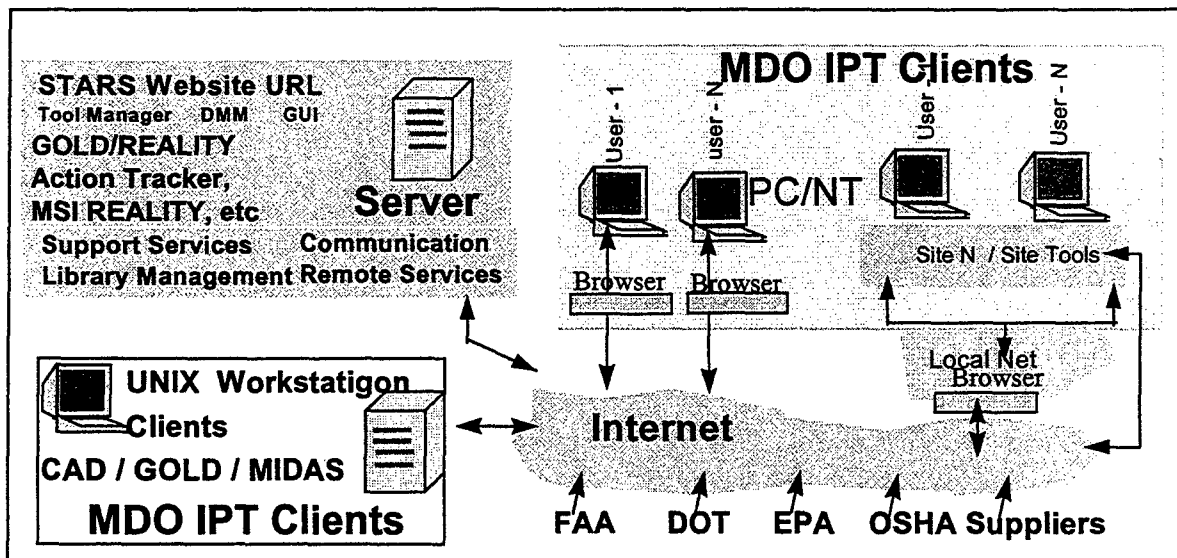 STARS Website URL
Tool Manager DMM GUI
GOLD/REALITY
Action Tracker,
MSI REALITY, etc
Server
Support Services Communication
Library Management Remote Services
MDO IPT Clients
User - 1
user - N
User - 1
User - N
PC/NT
Browser
Browser
Site N / Site Tools
Local Net
Browser
UNIX Workstatigon
Clients
CAD / GOLD / MIDAS
MDO IPT Clients
Internet
FAA DOT EPA OSHA Suppliers